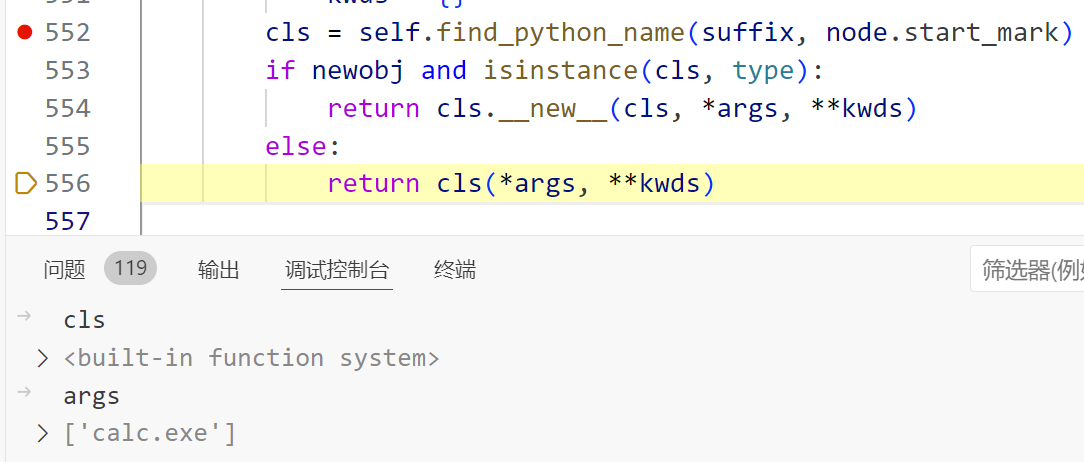 551 kwds = {}
552 cls = self.find_python_name(suffix, node.start_mark)
553 if newobj and isinstance(cls, type):
554 return cls.__new__(cls, *args, **kwds)
555 else:
556 return cls(*args, **kwds)
557
问题 119 输出 调试控制台 终端 筛选器(例如
cls
<built-in function system>
args
['calc.exe']